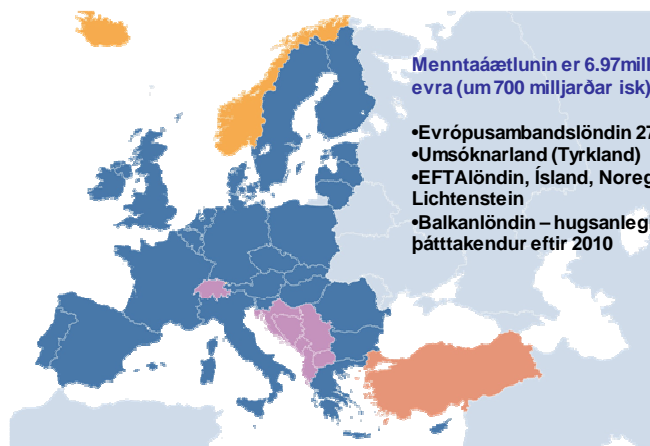 Menntaáætlunin er 6.97mill
evra (um 700 milljarðar isk)
•Evrópusambandslöndin 27
•Umsóknarland (Tyrkland)
•EFTAlöndin, Ísland, Noreg
Lichtenstein
•Balkanlöndin – hugsanleg
þátttakendur eftir 2010